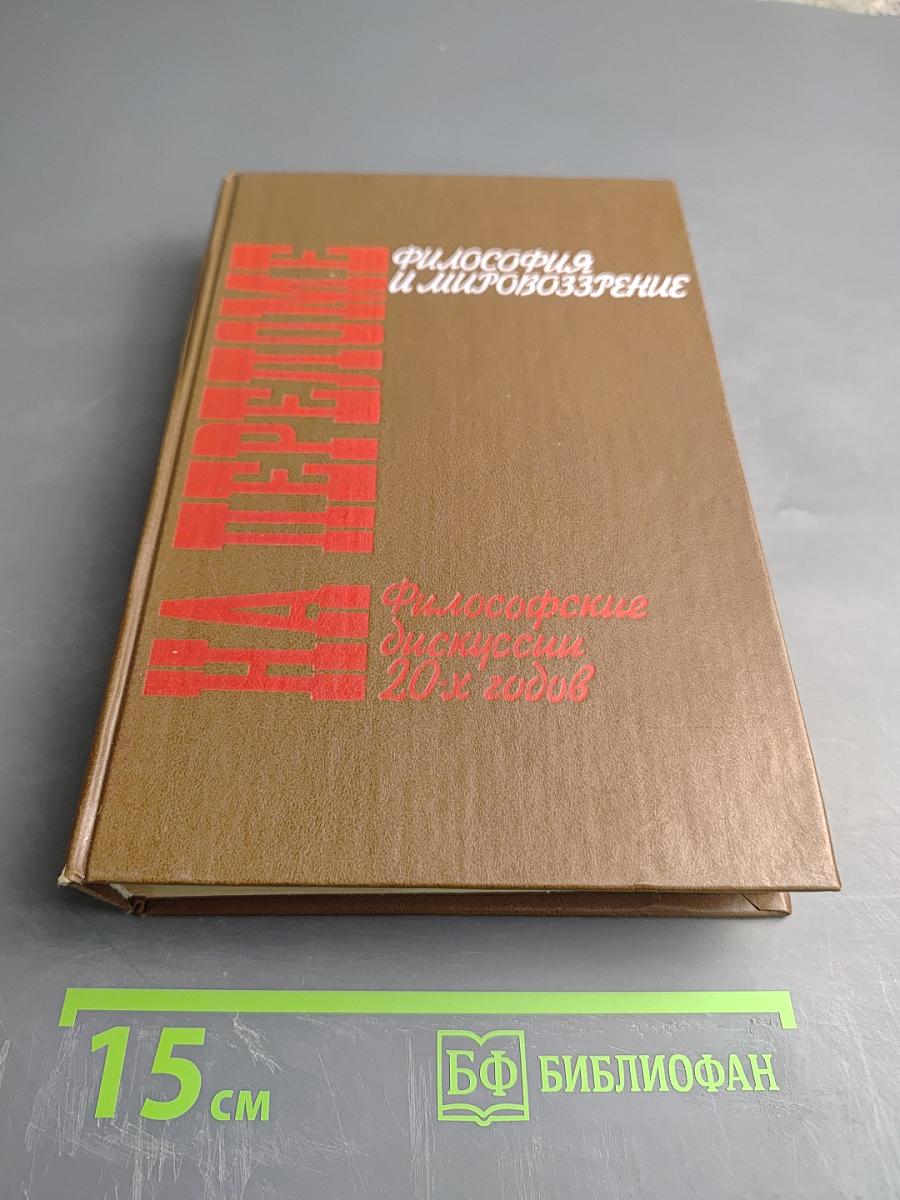 НА ПЕРЕЛОМЕ
ФИЛОСОФИЯ
И МИРОВОЗЗРЕНИЕ
Философские
дискуссии
20-х годов
15 см
БФ БИБЛИОФАН